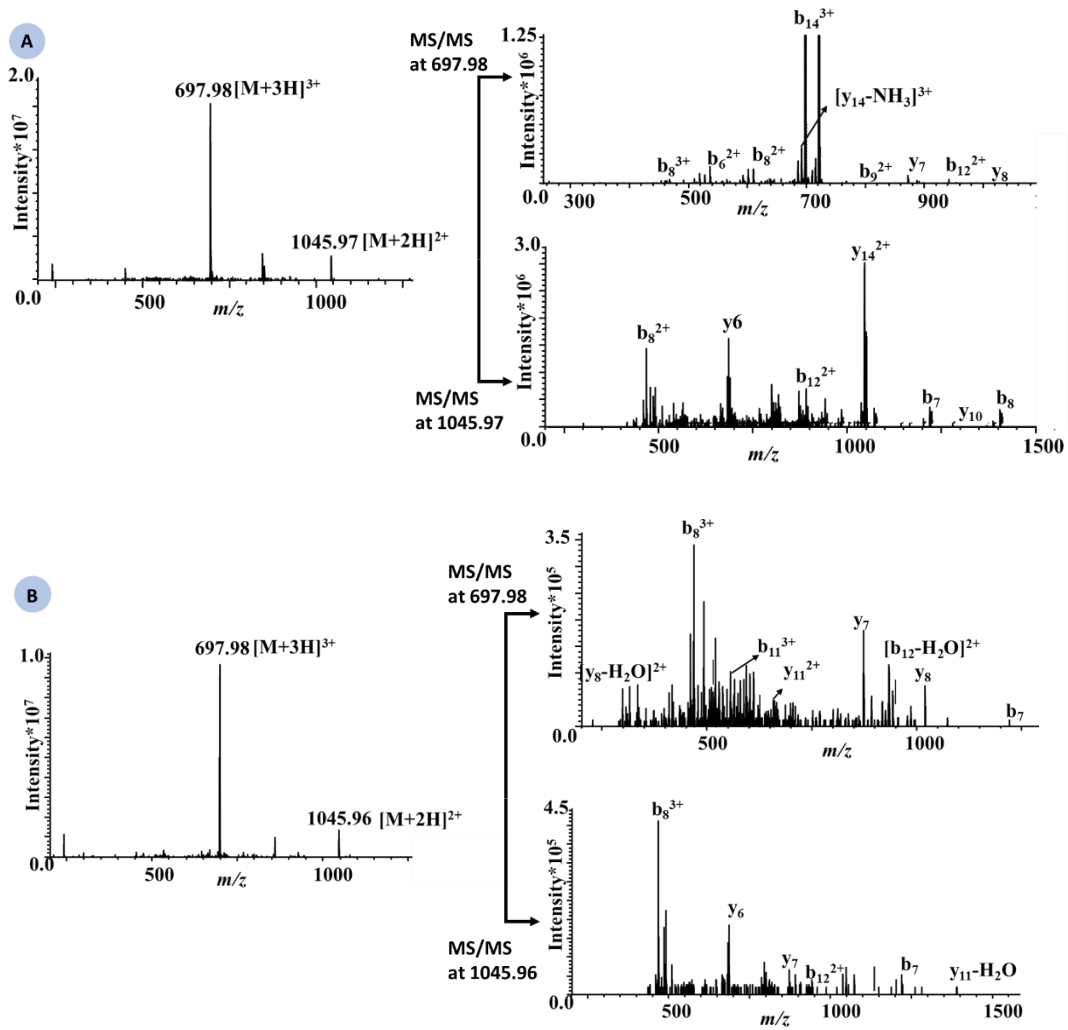 A
2.0
Intensity*10⁷
697.98 [M+3H]³⁺
1045.97 [M+2H]²⁺
0.0
500
1000
m/z
MS/MS
at 697.98
MS/MS
at 1045.97
1.25
Intensity*10⁶
b₁₄³⁺
[y₁₄-NH₃]³⁺
b₈³⁺
b₆²⁺
b₈²⁺
b₉²⁺
y₇
b₁₂²⁺
y₈
0.0
300
500
700
900
m/z
3.0
Intensity*10⁶
y₁₄²⁺
b₈²⁺
y6
b₁₂²⁺
b₇
y₁₀
b₈
0.0
500
1000
1500
m/z
B
1.0
Intensity*10⁷
697.98 [M+3H]³⁺
1045.96 [M+2H]²⁺
0.0
500
1000
m/z
MS/MS
at 697.98
MS/MS
at 1045.96
3.5
Intensity*10⁵
b₈³⁺
y₈-H₂O]²⁺
b₁₁³⁺
y₁₁²⁺
y₇
[b₁₂-H₂O]²⁺
y₈
b₇
0.0
500
1000
m/z
4.5
Intensity*10⁵
b₈³⁺
y₆
y₇
b₁₂²⁺
b₇
y₁₁-H₂O
0.0
500
1000
1500
m/z